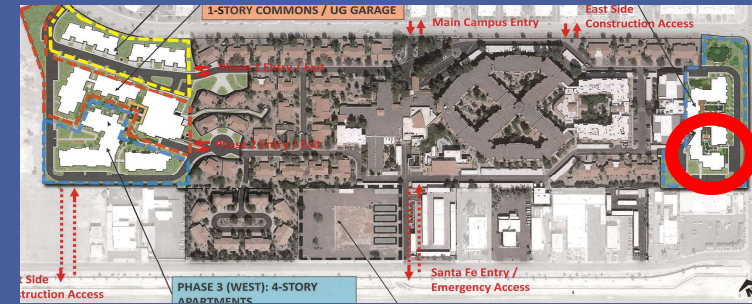 1-STORY COMMONS / UG GARAGE
Main Campus Entry
East Side
Construction Access
Phase 1 Entry / Exit
Phase 2 Entry / Exit
Santa Fe Entry /
Emergency Access
t Side
struction Access
PHASE 3 (WEST): 4-STORY
APARTMENTS